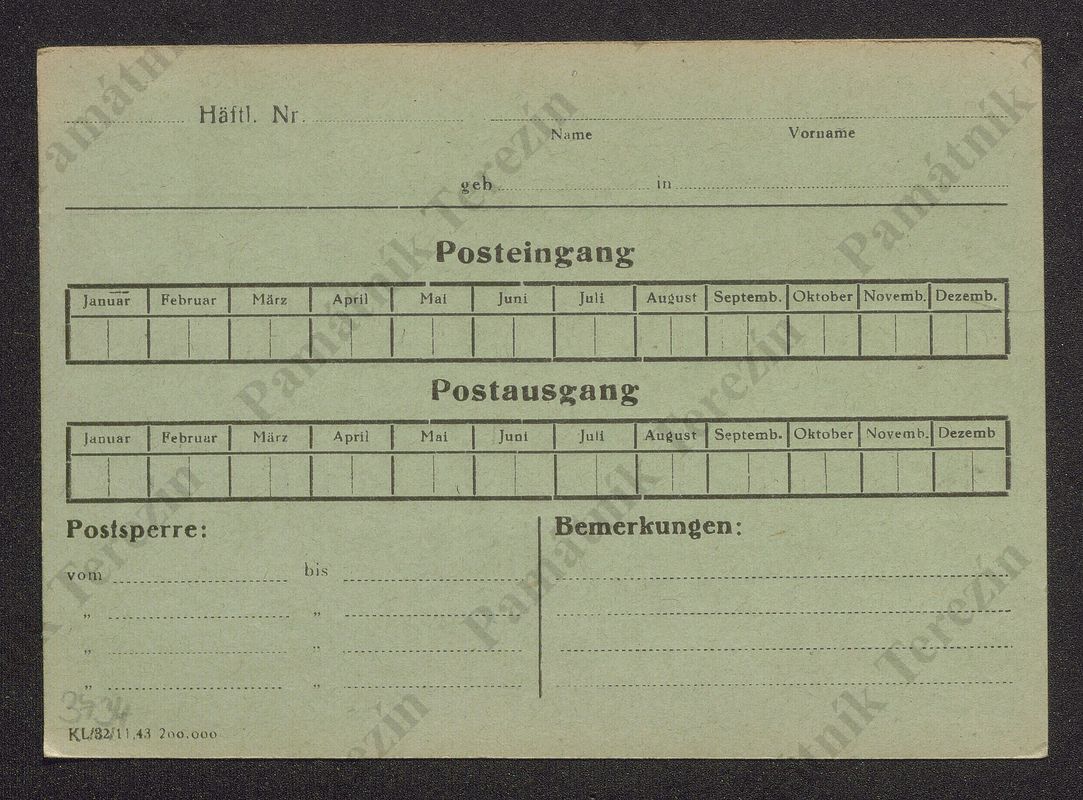 Häftl. Nr.
Name Vorname
geb. in
Posteingang
Januar Februar März April Mai Juni Juli August Septemb. Oktober Novemb. Dezemb.
Postausgang
Januar Februar März April Mai Juni Juli August Septemb. Oktober Novemb. Dezemb
Postsperre: Bemerkungen:
vom bis
„ „
„ „
„ „
3934
KL/32/11.43 200.000
Památník Terezín